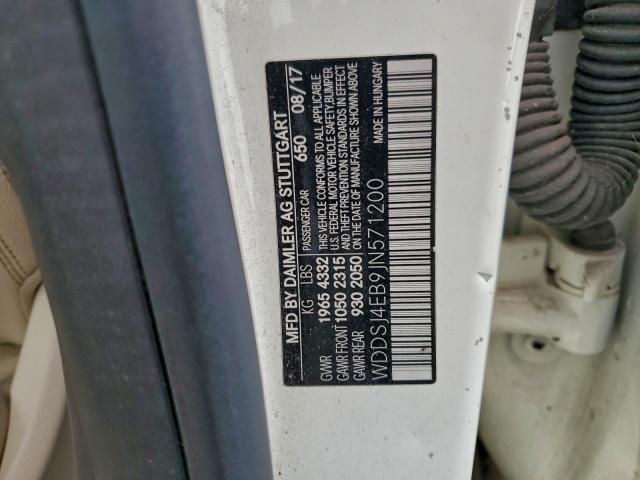 MFD BY DAIMLER AG STUTTGART
KG LBS PASSENGER CAR 650 08/17
GVWR 1965 4332
GAWR FRONT 1050 2315
GAWR REAR 930 2050
THIS VEHICLE CONFORMS TO ALL APPLICABLE
U.S. FEDERAL MOTOR VEHICLE SAFETY,BUMPER
AND THEFT PREVENTION STANDARDS IN EFFECT
ON THE DATE OF MANUFACTURE SHOWN ABOVE
MADE IN HUNGARY
WDDSJ4EB9JN571200